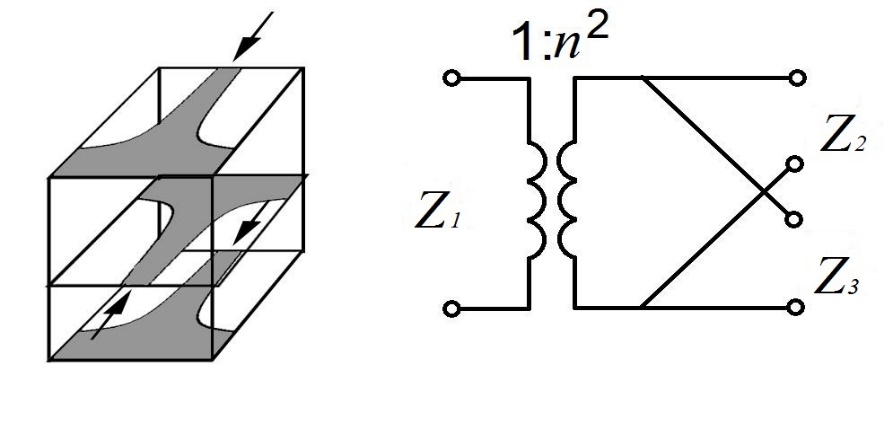 1:n²
Z₂
Z₁
Z₃